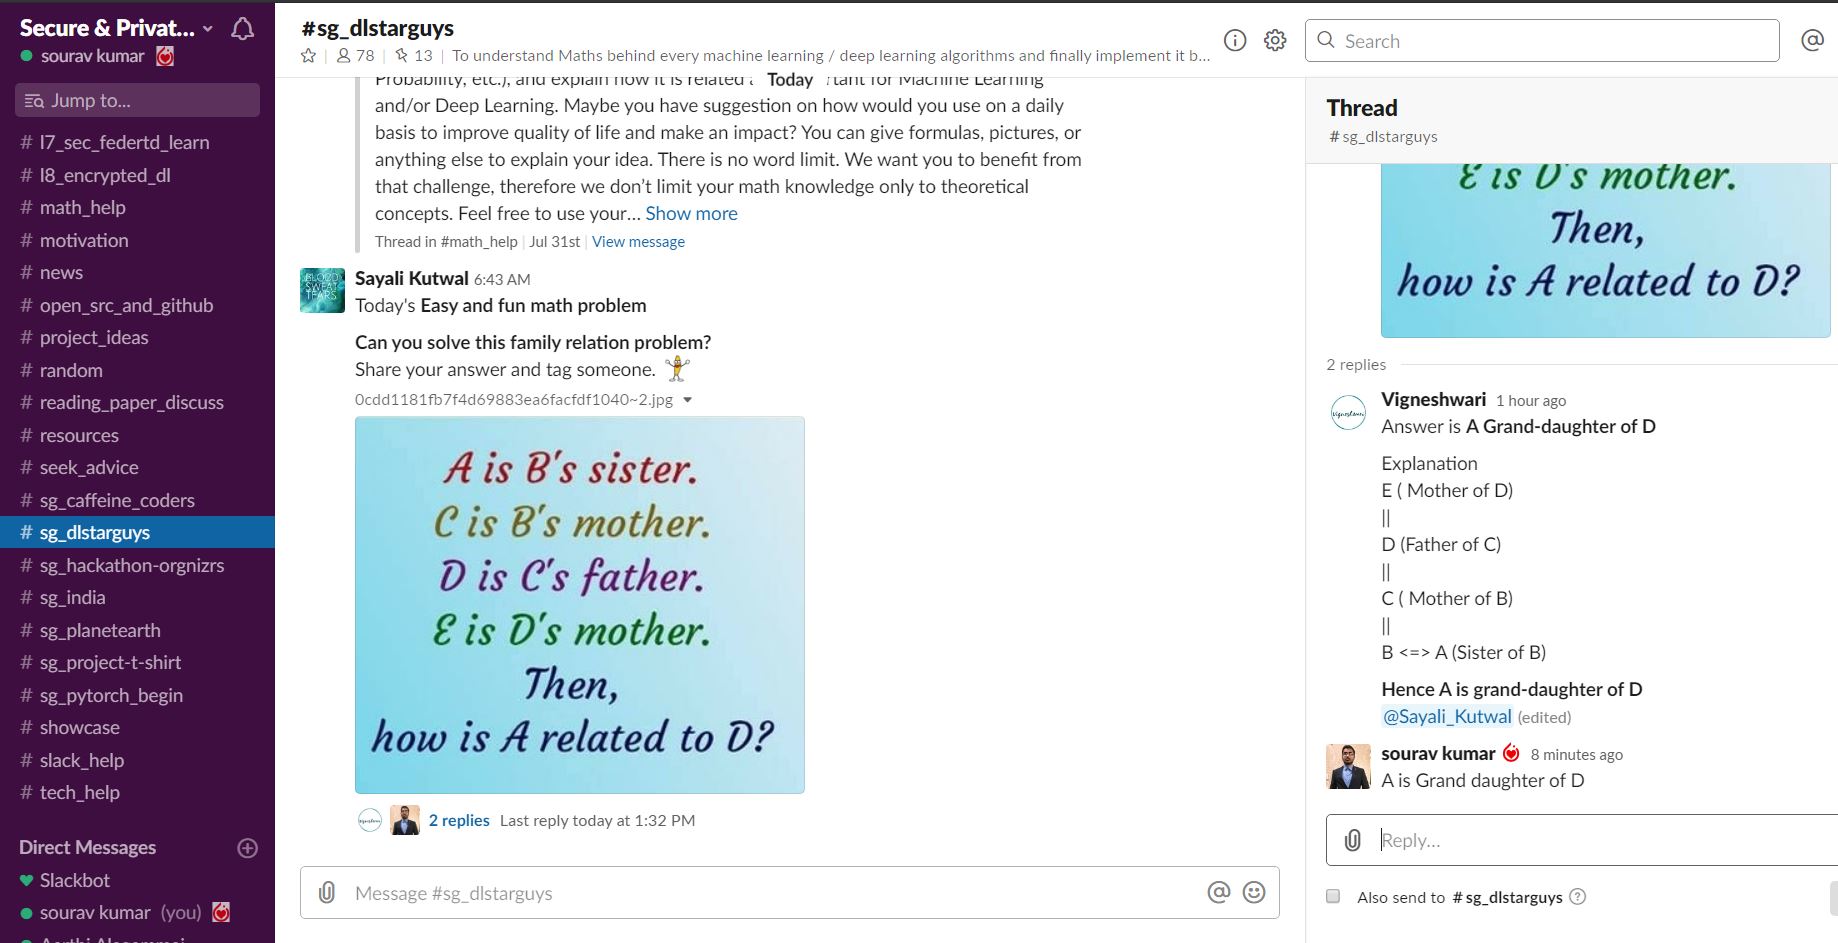 Secure & Privat...
sourav kumar
Jump to...
# l7_sec_federtd_learn
# l8_encrypted_dl
# math_help
# motivation
# news
# open_src_and_github
# project_ideas
# random
# reading_paper_discuss
# resources
# seek_advice
# sg_caffeine_coders
# sg_dlstarguys
# sg_hackathon-orgnizrs
# sg_india
# sg_planetearth
# sg_project-t-shirt
# sg_pytorch_begin
# showcase
# slack_help
# tech_help
Direct Messages
Slackbot
sourav kumar (you)
#sg_dlstarguys
78 | 13 | To understand Maths behind every machine learning / deep learning algorithms and finally implement it b...
Search
Probability, etc.), and explain how it is related Today tant for Machine Learning
and/or Deep Learning. Maybe you have suggestion on how would you use on a daily
basis to improve quality of life and make an impact? You can give formulas, pictures, or
anything else to explain your idea. There is no word limit. We want you to benefit from
that challenge, therefore we don’t limit your math knowledge only to theoretical
concepts. Feel free to use your... Show more
Thread in #math_help | Jul 31st | View message
BLOOD
SWEAT
TEARS
Sayali Kutwal 6:43 AM
Today's Easy and fun math problem
Can you solve this family relation problem?
Share your answer and tag someone.
0cdd1181fb7f4d69883ea6facfdf1040~2.jpg
A is B's sister.
C is B's mother.
D is C's father.
E is D's mother.
Then,
how is A related to D?
2 replies Last reply today at 1:32 PM
Message #sg_dlstarguys
Thread
# sg_dlstarguys
E is D's mother.
Then,
how is A related to D?
2 replies
Vigneshwari 1 hour ago
Answer is A Grand-daughter of D
Explanation
E ( Mother of D)
||
D (Father of C)
||
C ( Mother of B)
||
B <=> A (Sister of B)
Hence A is grand-daughter of D
@Sayali_Kutwal (edited)
sourav kumar 8 minutes ago
A is Grand daughter of D
Reply...
Also send to # sg_dlstarguys